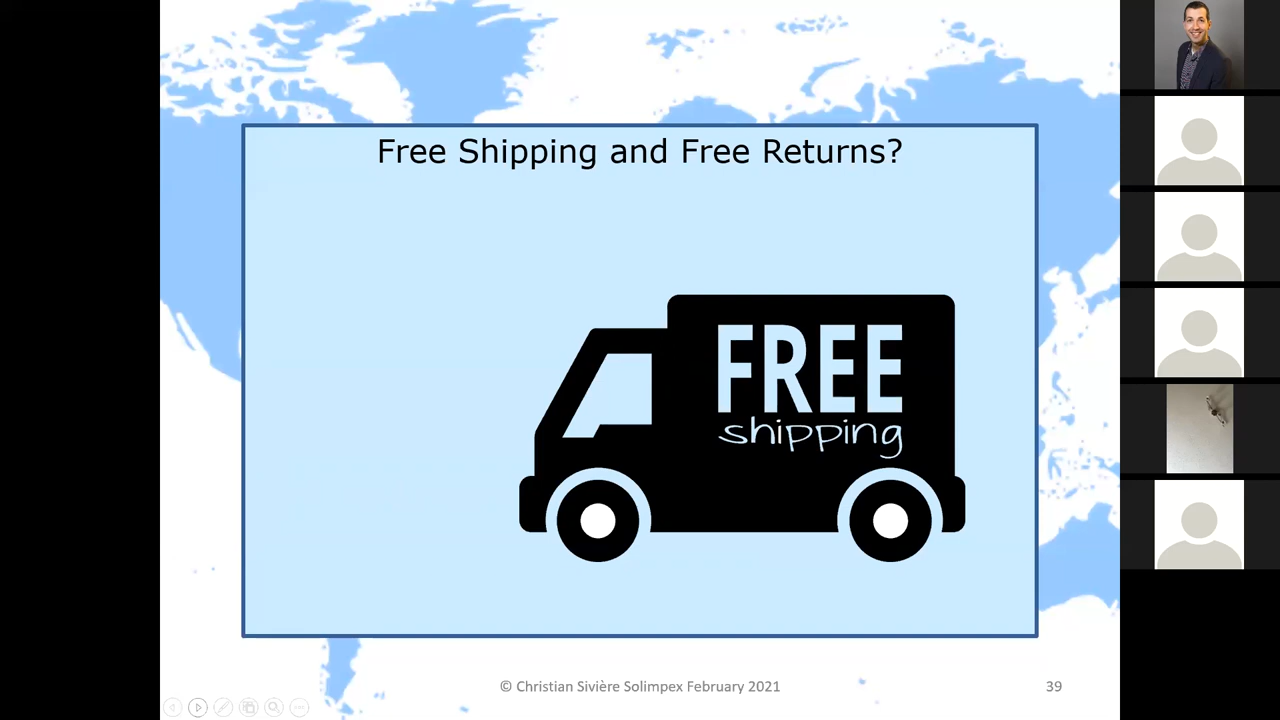 Free Shipping and Free Returns?
FREE
shipping
© Christian Sivière Solimpex February 2021
39